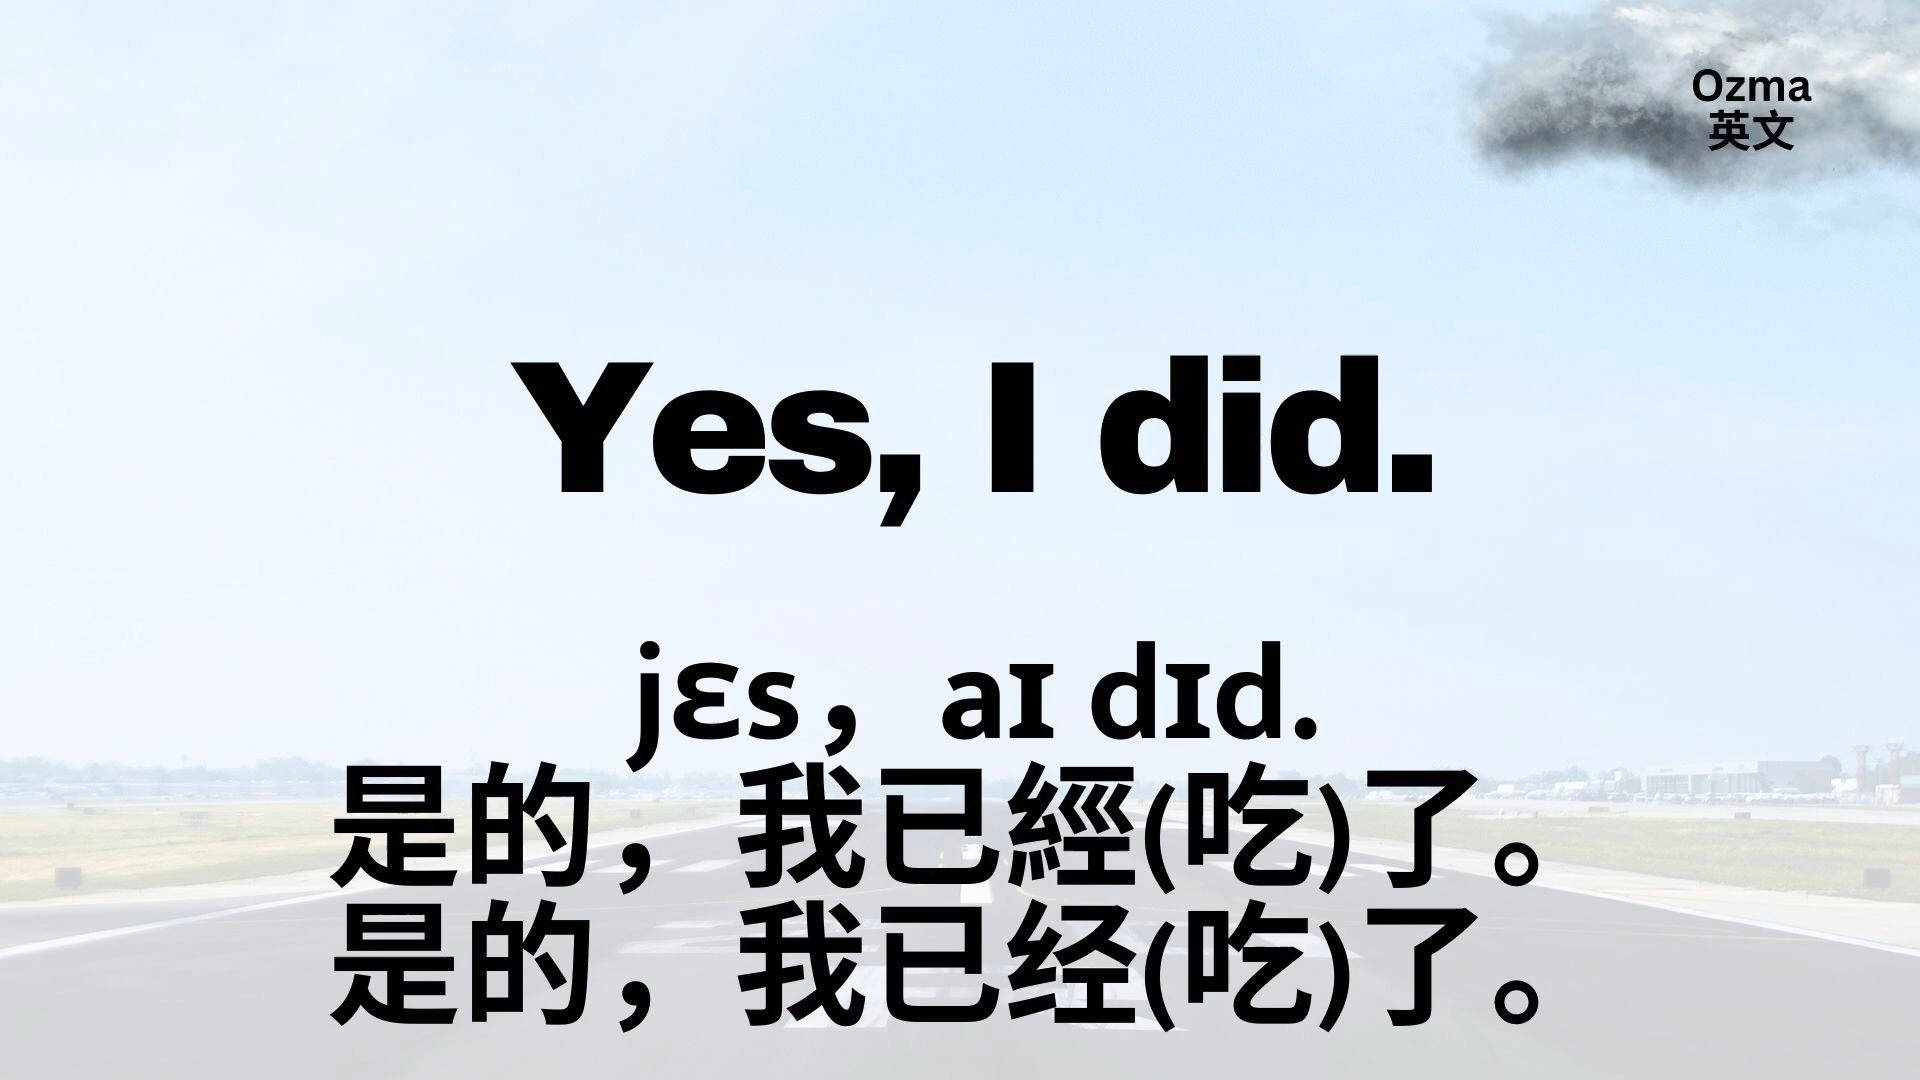 Ozma
英文
Yes, I did.
jɛs，aɪ dɪd.
是的，我已經(吃)了。
是的，我已经(吃)了。